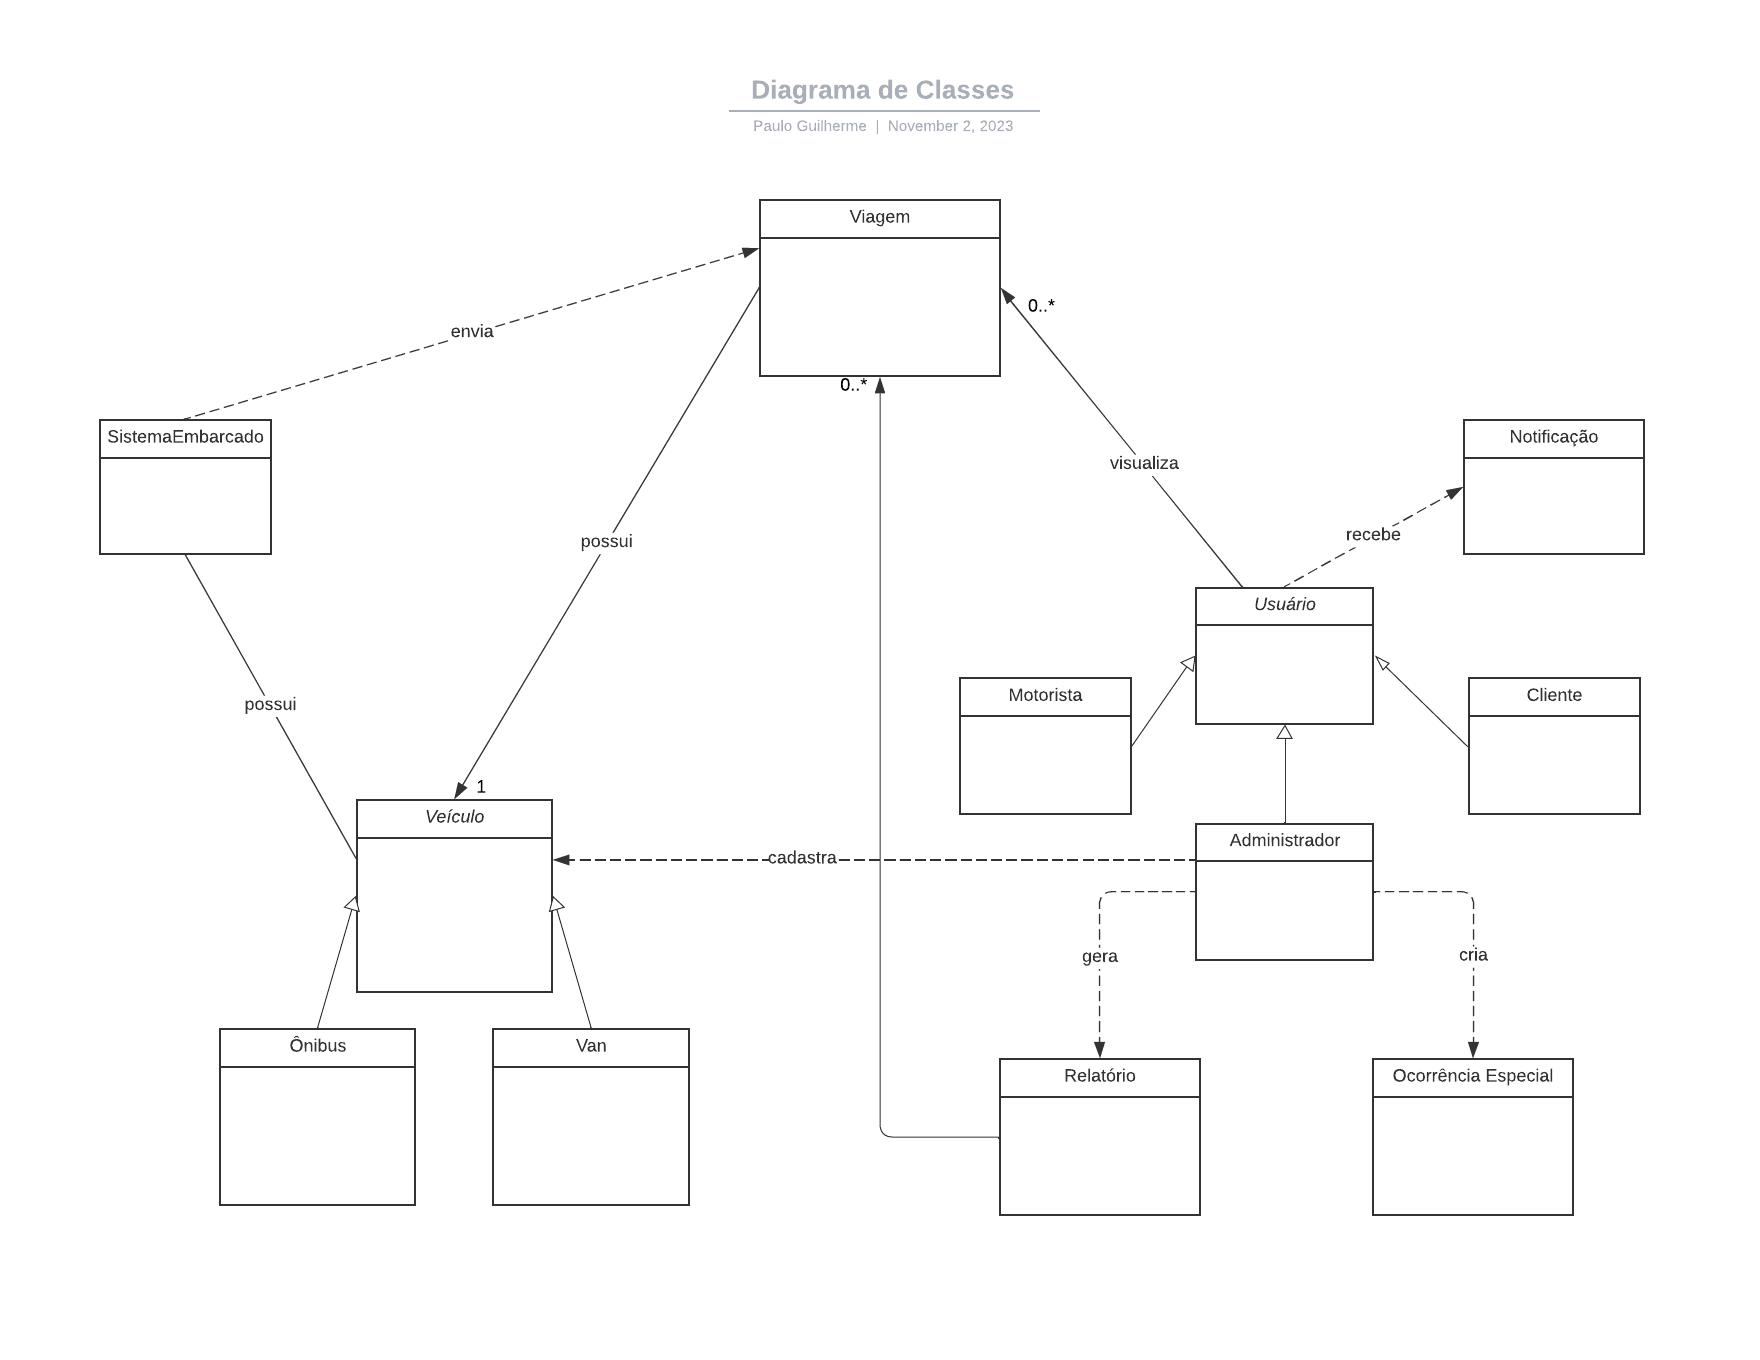 Diagrama de Classes
Paulo Guilherme | November 2, 2023
Viagem
0..*
envia
0..*
SistemaEmbarcado
Notificação
visualiza
recebe
possui
Usuário
possui
Motorista
Cliente
1
Veículo
Administrador
cadastra
gera
cria
Ônibus
Van
Relatório
Ocorrência Especial